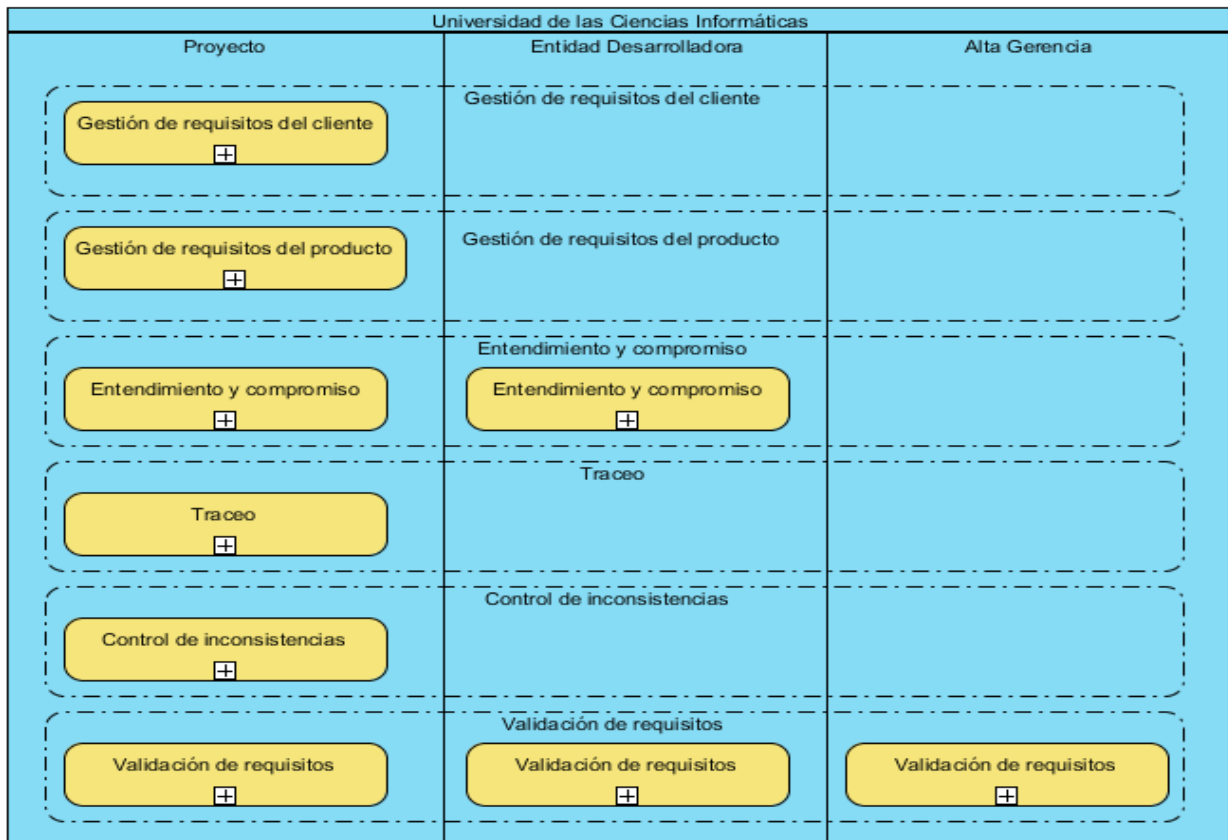 Universidad de las Ciencias Informáticas
Proyecto
Entidad Desarrolladora
Alta Gerencia
Gestión de requisitos del cliente
Gestión de requisitos del cliente
Gestión de requisitos del producto
Gestión de requisitos del producto
Entendimiento y compromiso
Entendimiento y compromiso
Entendimiento y compromiso
Traceo
Traceo
Control de inconsistencias
Control de inconsistencias
Validación de requisitos
Validación de requisitos
Validación de requisitos
Validación de requisitos